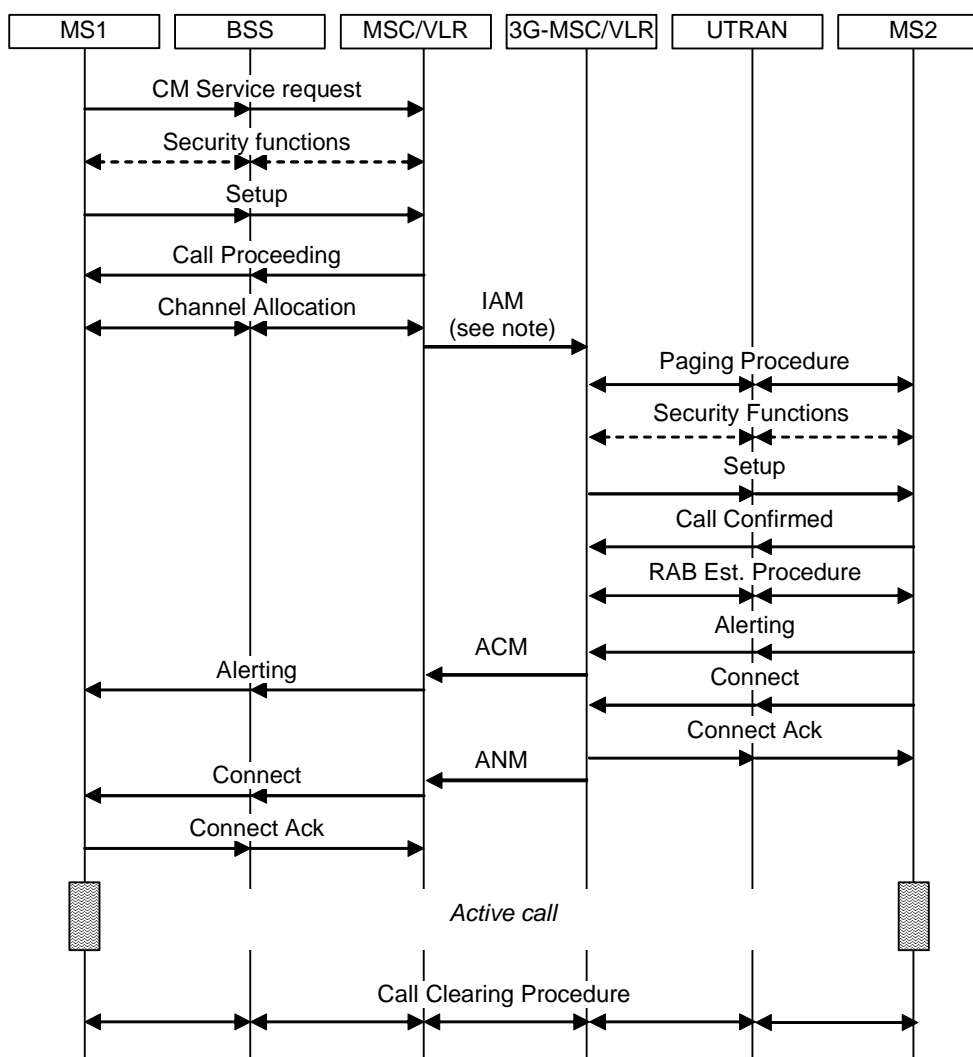 MS1 BSS MSC/VLR 3G-MSC/VLR UTRAN MS2
CM Service request
Security functions
Setup
Call Proceeding
Channel Allocation
IAM
(see note)
Paging Procedure
Security Functions
Setup
Call Confirmed
RAB Est. Procedure
Alerting
ACM
Alerting
Connect
Connect Ack
ANM
Connect
Connect Ack
Active call
Call Clearing Procedure